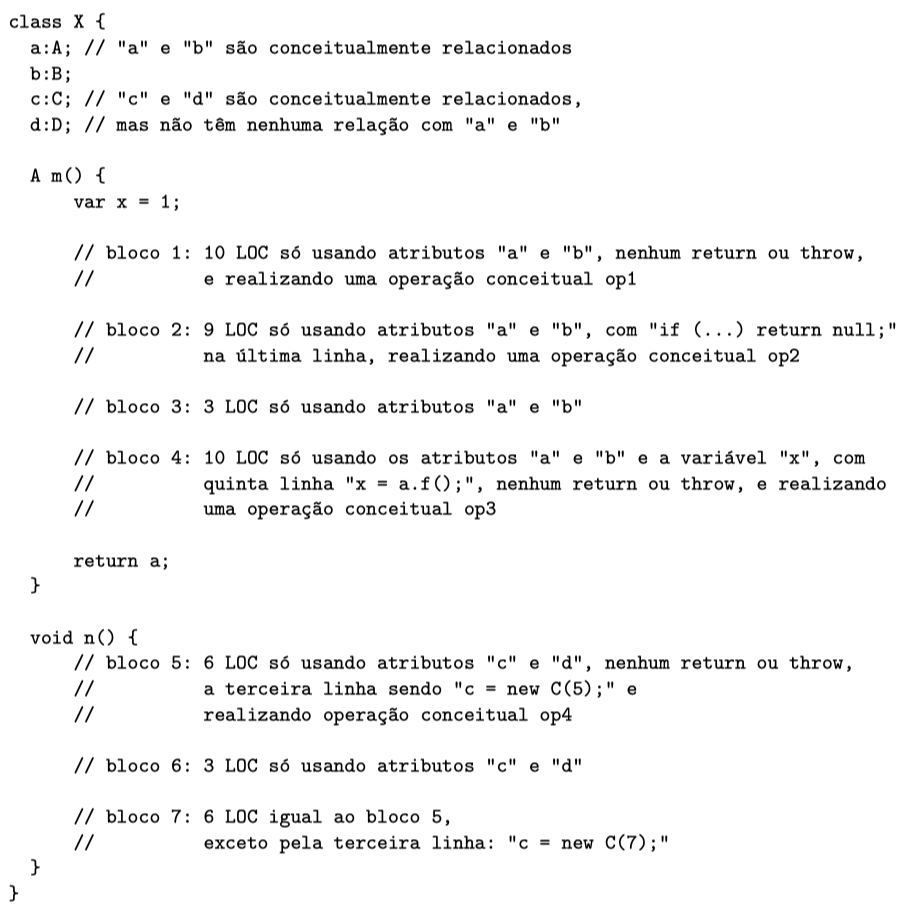 class X {
  a:A; // "a" e "b" são conceitualmente relacionados
  b:B;
  c:C; // "c" e "d" são conceitualmente relacionados,
  d:D; // mas não têm nenhuma relação com "a" e "b"

  A m() {
      var x = 1;

      // bloco 1: 10 LOC só usando atributos "a" e "b", nenhum return ou throw,
      //          e realizando uma operação conceitual op1

      // bloco 2: 9 LOC só usando atributos "a" e "b", com "if (...) return null;"
      //          na última linha, realizando uma operação conceitual op2

      // bloco 3: 3 LOC só usando atributos "a" e "b"

      // bloco 4: 10 LOC só usando os atributos "a" e "b" e a variável "x", com
      //          quinta linha "x = a.f();", nenhum return ou throw, e realizando
      //          uma operação conceitual op3

      return a;
  }

  void n() {
      // bloco 5: 6 LOC só usando atributos "c" e "d", nenhum return ou throw,
      //          a terceira linha sendo "c = new C(5);" e
      //          realizando operação conceitual op4

      // bloco 6: 3 LOC só usando atributos "c" e "d"

      // bloco 7: 6 LOC igual ao bloco 5,
      //          exceto pela terceira linha: "c = new C(7);"
  }
}